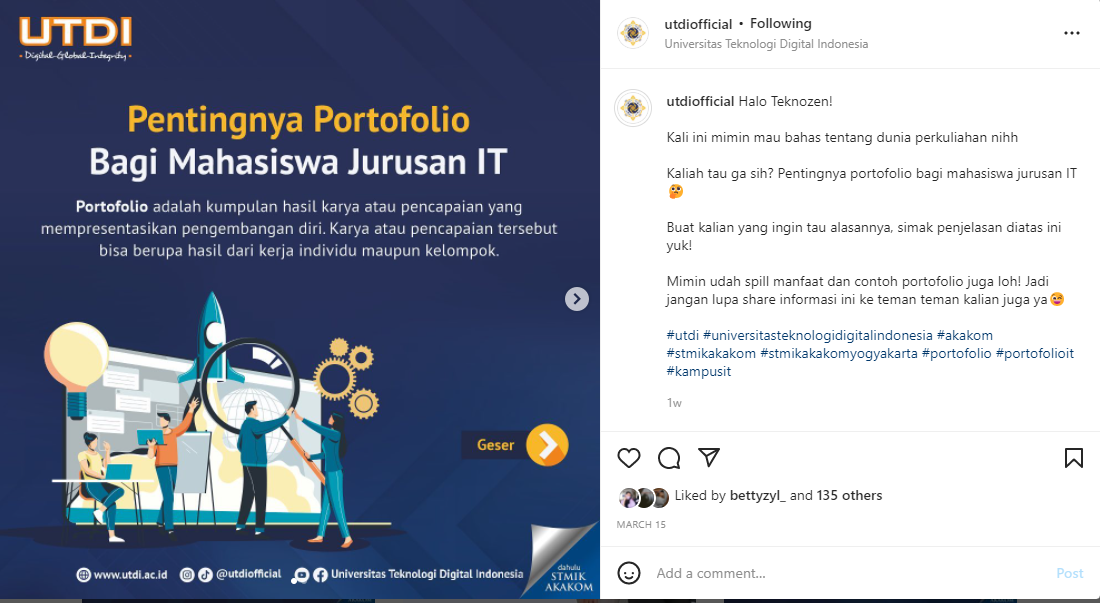 UTDI
Digital-Global-Integrity
Pentingnya Portofolio
Bagi Mahasiswa Jurusan IT
Portofolio adalah kumpulan hasil karya atau pencapaian yang
mempresentasikan pengembangan diri. Karya atau pencapaian tersebut
bisa berupa hasil dari kerja individu maupun kelompok.
Geser
www.utdi.ac.id
@utdiofficial
Universitas Teknologi Digital Indonesia
dahulu
STMIK
AKAKOM
utdiofficial • Following
Universitas Teknologi Digital Indonesia
utdiofficial Halo Teknozen!
Kali ini mimin mau bahas tentang dunia perkuliahan nihh
Kaliah tau ga sih? Pentingnya portofolio bagi mahasiswa jurusan IT
🤔
Buat kalian yang ingin tau alasannya, simak penjelasan diatas ini
yuk!
Mimin udah spill manfaat dan contoh portofolio juga loh! Jadi
jangan lupa share informasi ini ke teman teman kalian juga ya😆
#utdi #universitasteknologidigitalindonesia #akakom
#stmikakakom #stmikakakomyogyakarta #portofolio #portofolioit
#kampusit
1w
Liked by bettyzyl_ and 135 others
MARCH 15
Add a comment...
Post